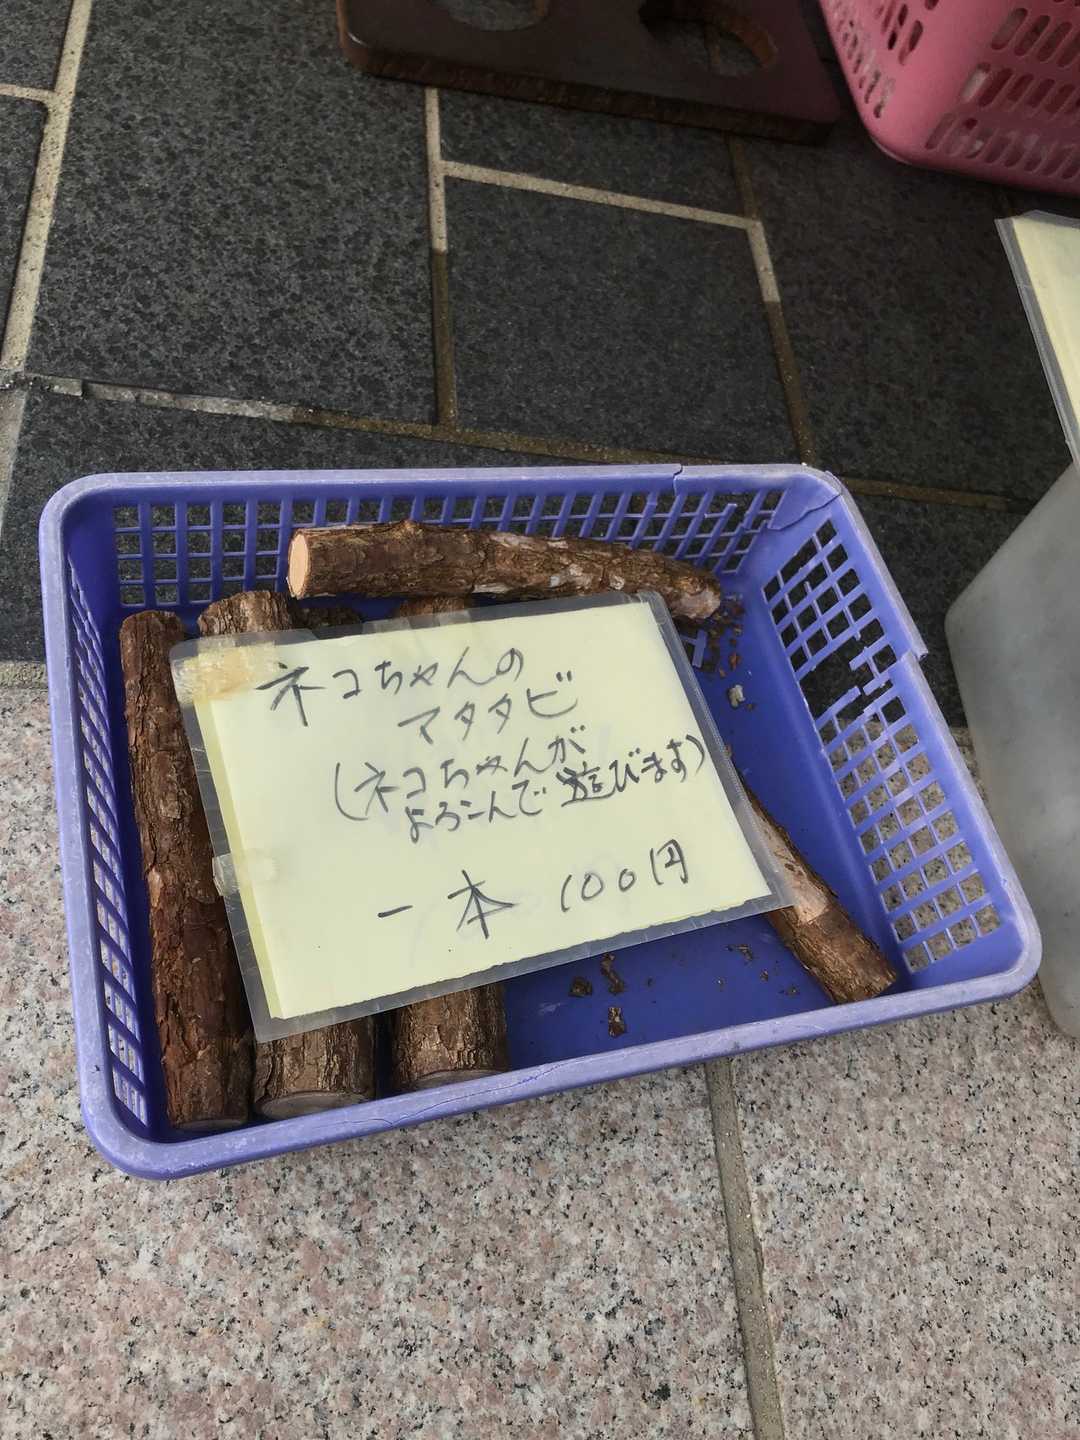 ネコちゃんの
マタタビ
(ネコちゃんが
よろこんで遊びます)
一本 100円